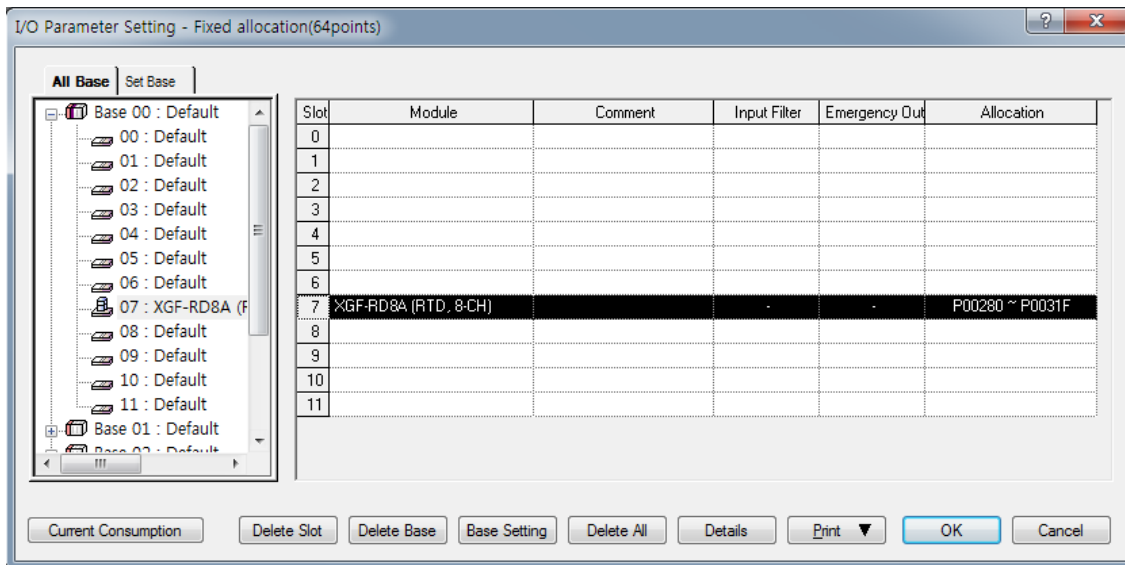 I/O Parameter Setting - Fixed allocation(64points)
All Base Set Base
Base 00 : Default
00 : Default
01 : Default
02 : Default
03 : Default
04 : Default
05 : Default
06 : Default
07 : XGF-RD8A (F
08 : Default
09 : Default
10 : Default
11 : Default
Base 01 : Default
Base 02 : Default
Slot Module Comment Input Filter Emergency Out Allocation
0
1
2
3
4
5
6
7 XGF-RD8A (RTD, 8-CH) - - P00280 ~ P0031F
8
9
10
11
Current Consumption Delete Slot Delete Base Base Setting Delete All Details Print ▼ OK Cancel